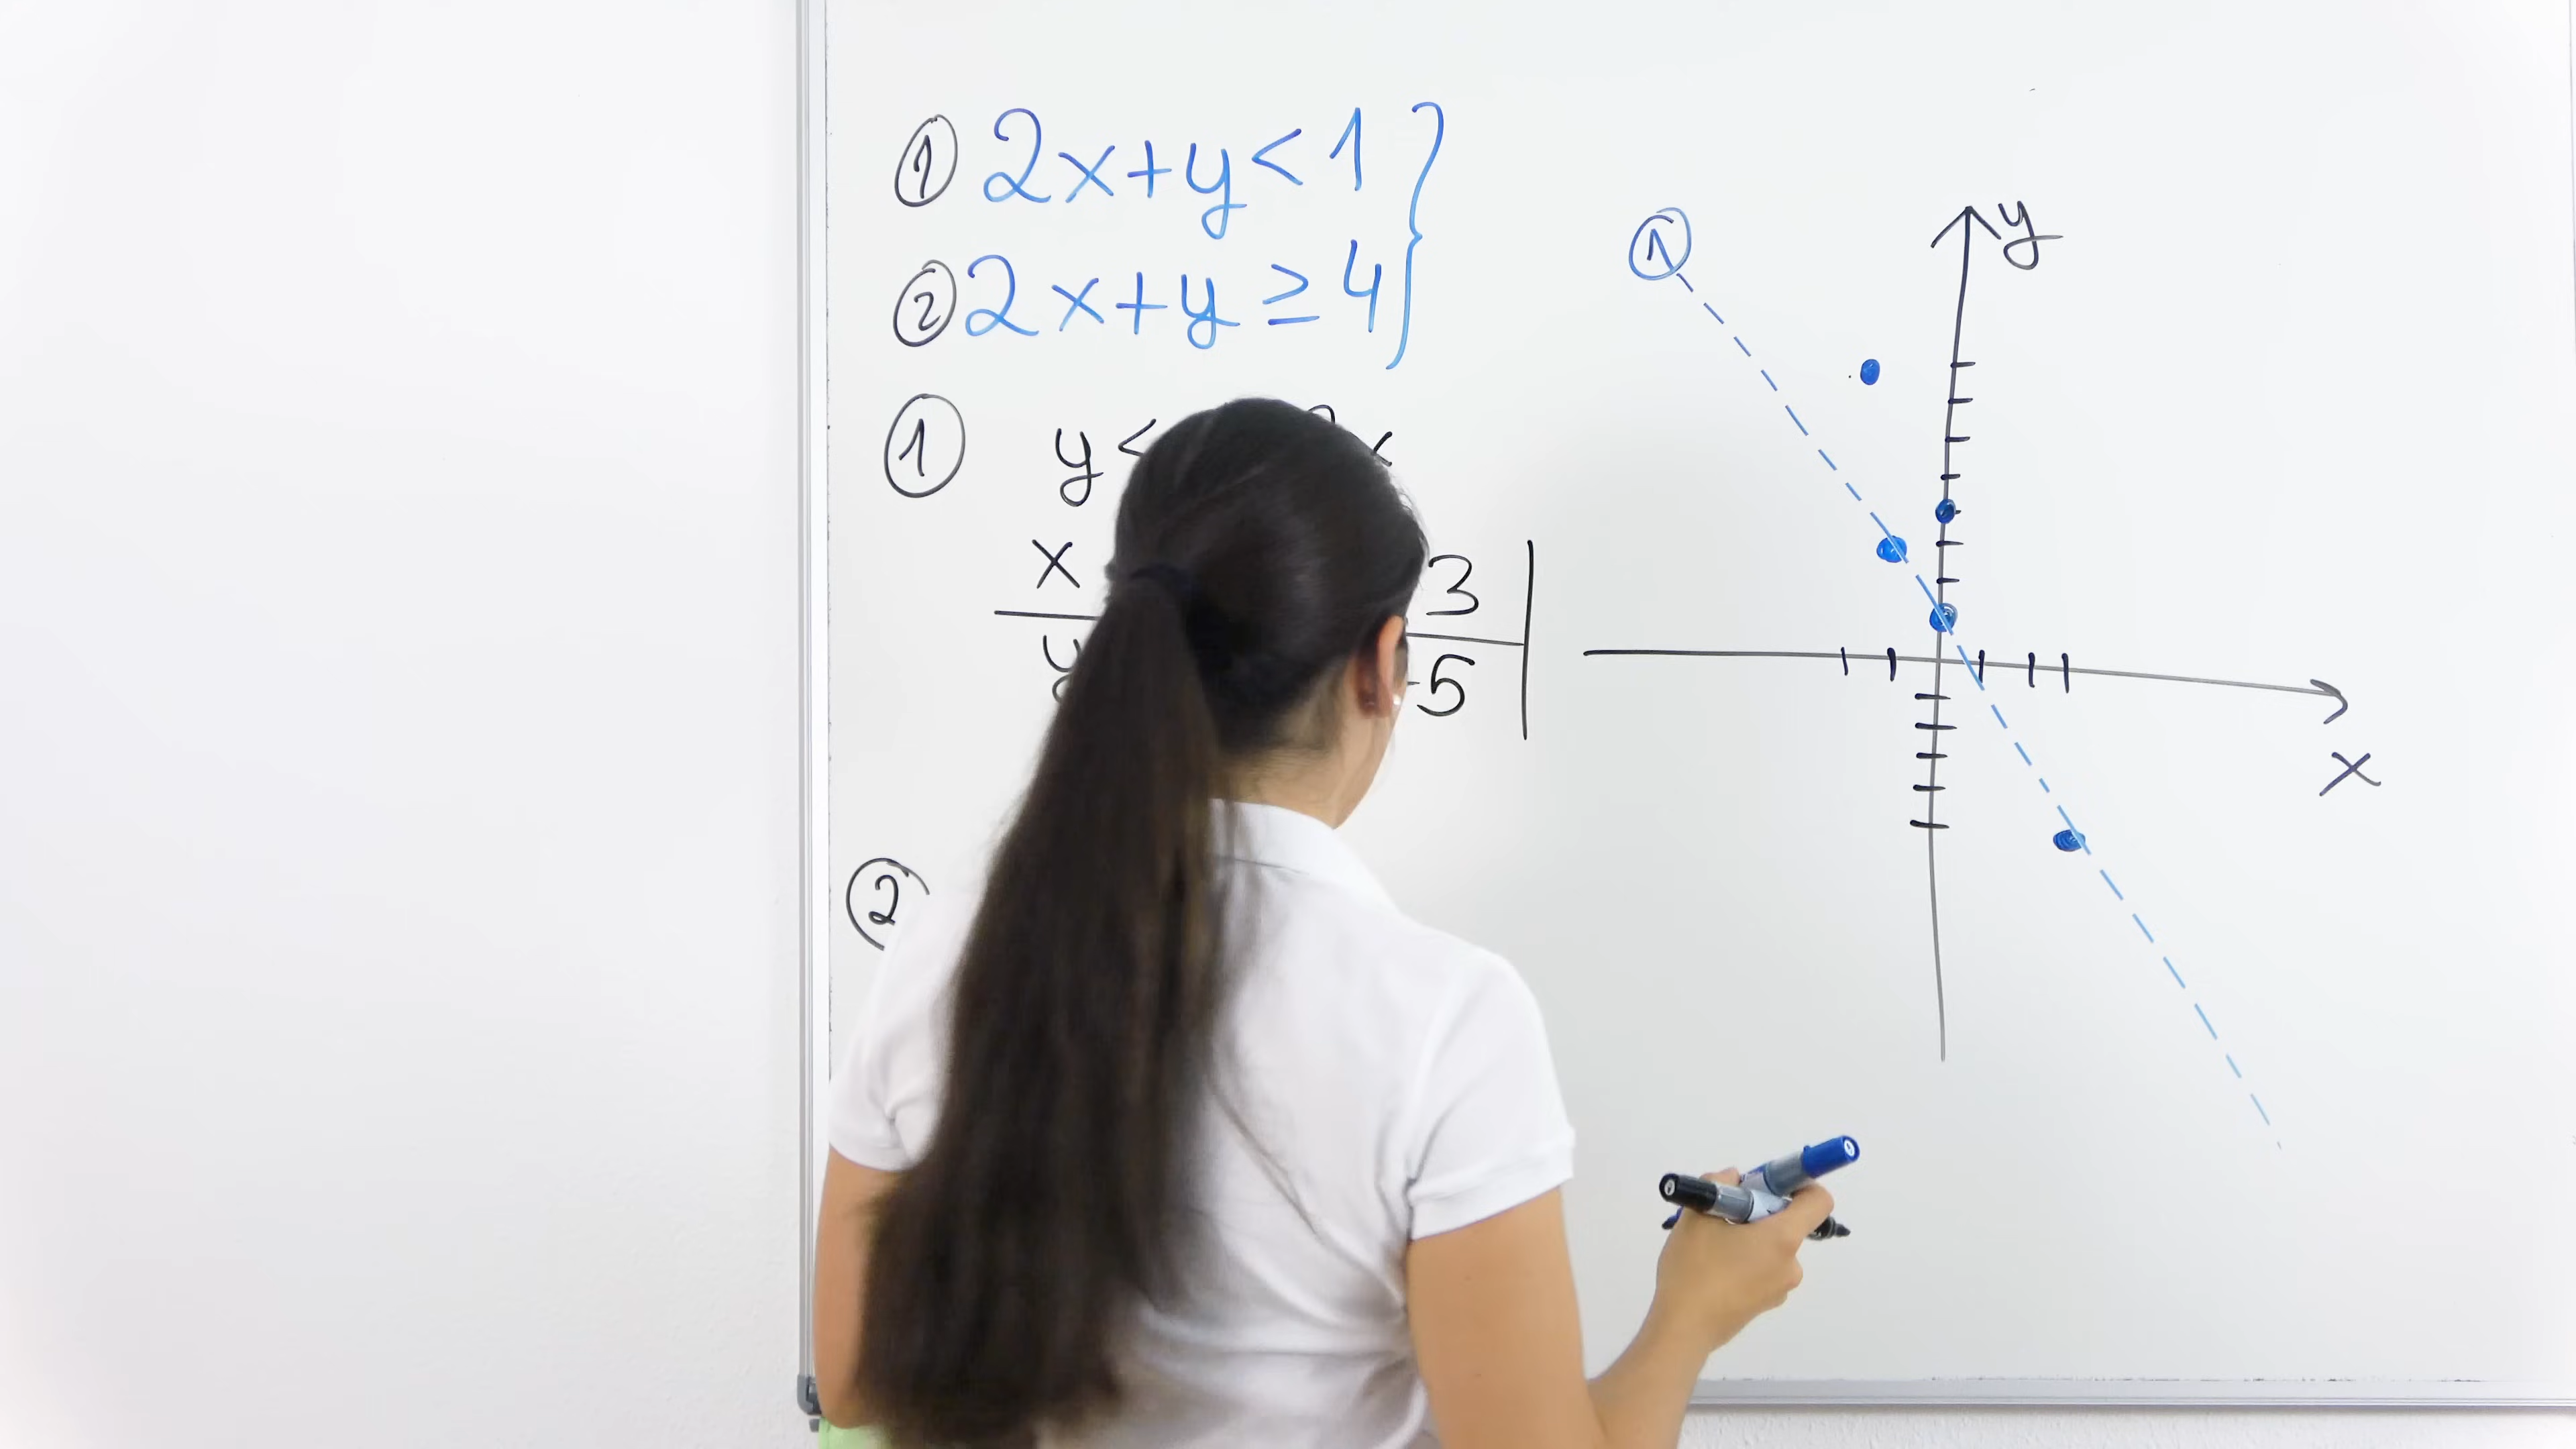 ① 2x+y<1 }
② 2x+y≥4
① y<
x 3
y -5
②
①
y
x